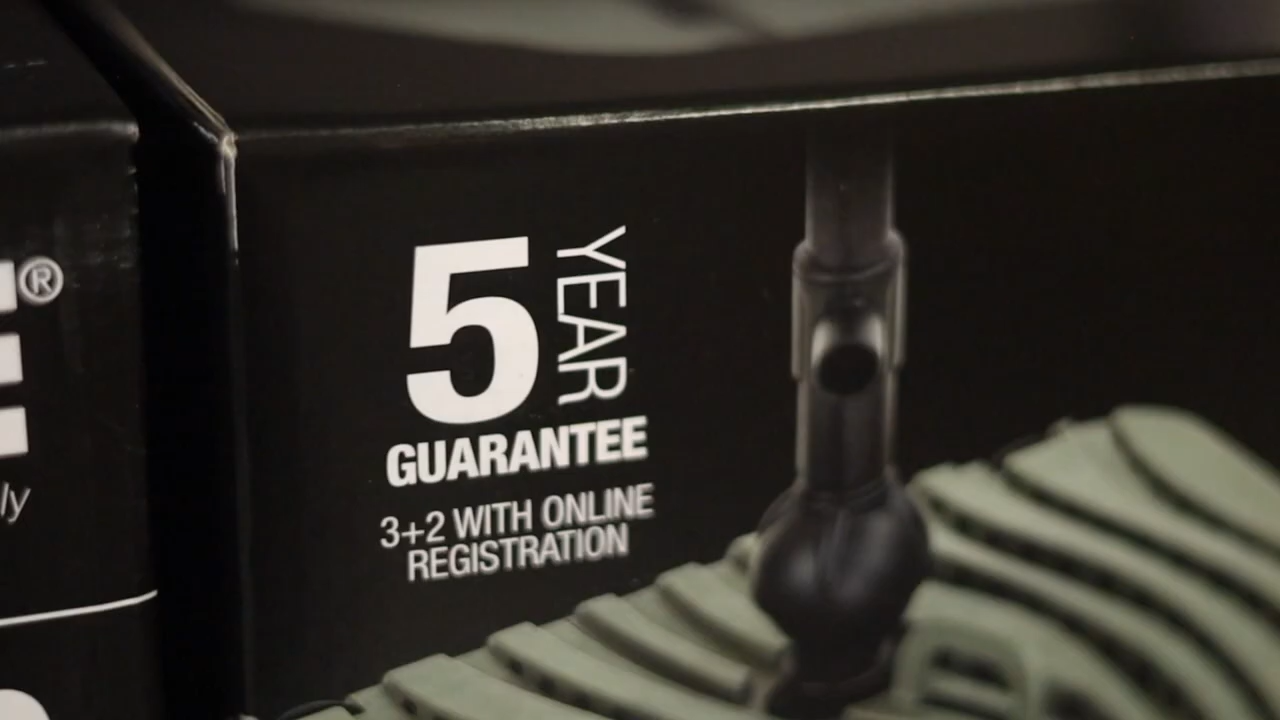 ®
ly
5 YEAR
GUARANTEE
3+2 WITH ONLINE
REGISTRATION